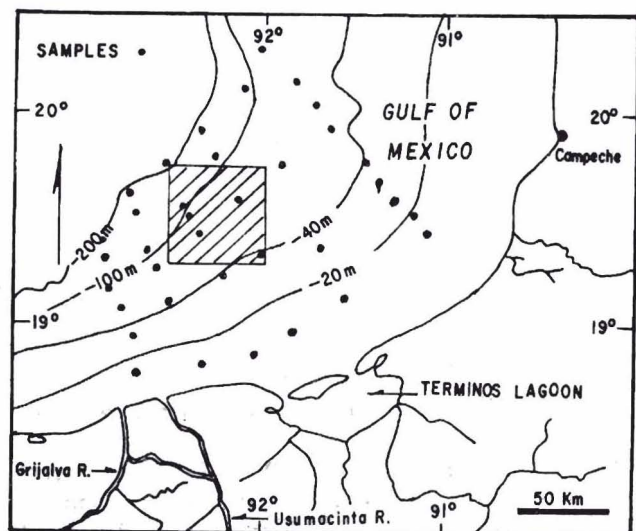 92°
91°
SAMPLES
20°
GULF OF
MEXICO
20°
Campeche
-200m
-100m
-40m
-20m
19°
19°
TERMINOS LAGOON
Grijalva R.
92°
91°
50 Km
Usumacinta R.